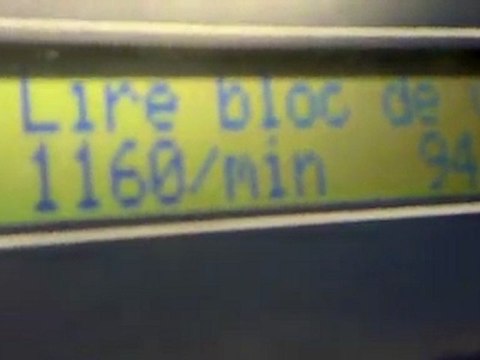 Lire bloc de
1160/min 94